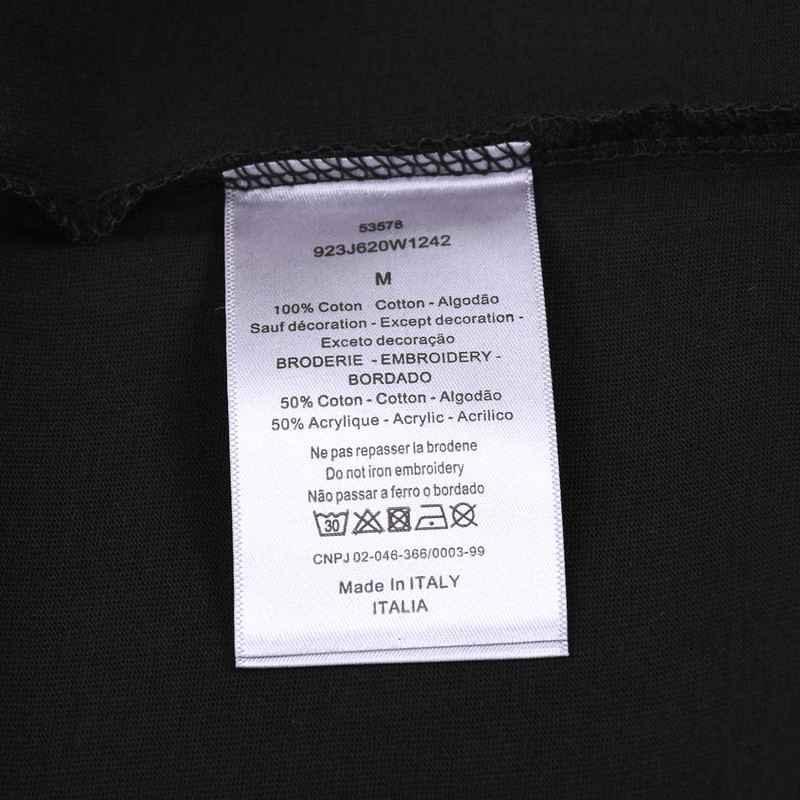 53578
923J620W1242
M
100% Coton Cotton - Algodão
Sauf décoration - Except decoration -
Exceto decoração
BRODERIE - EMBROIDERY -
BORDADO
50% Coton - Cotton - Algodão
50% Acrylique - Acrylic - Acrilico
Ne pas repasser la brodene
Do not iron embroidery
Não passar a ferro o bordado
30
CNPJ 02-046-366/0003-99
Made In ITALY
ITALIA